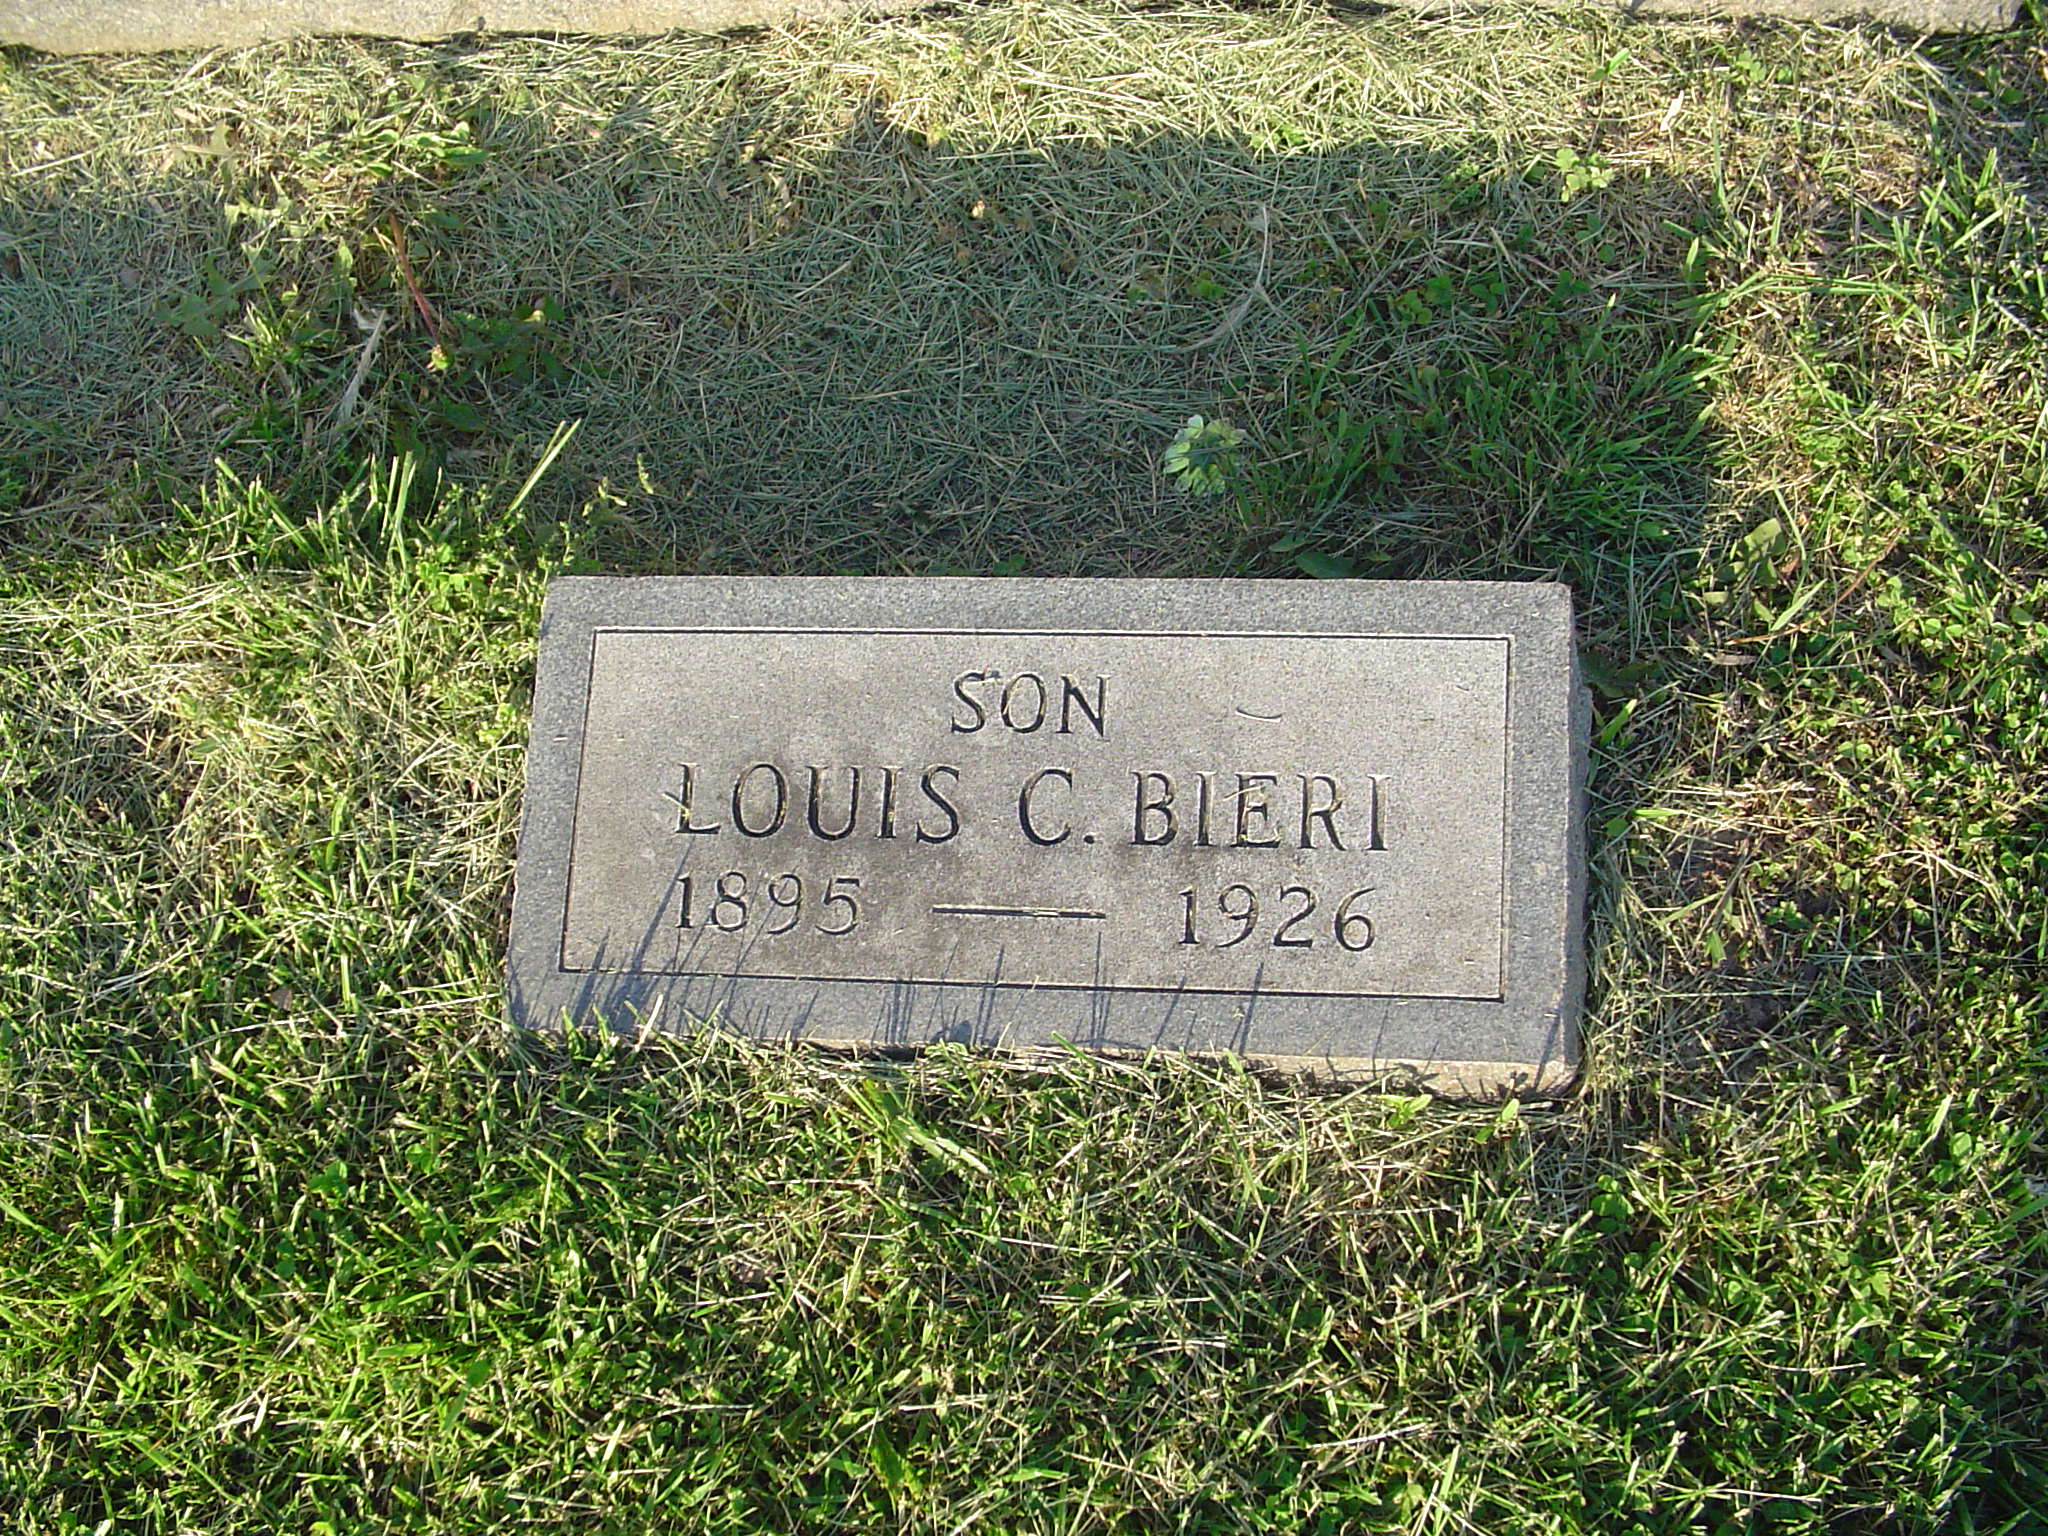 SON
LOUIS C. BIERI
1895 — 1926